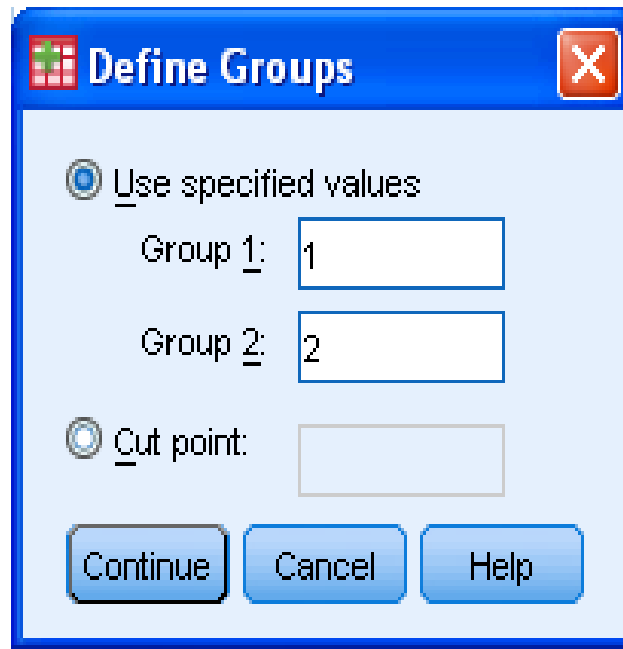 Define Groups
Use specified values
Group 1: 1
Group 2: 2
Cut point:
Continue Cancel Help